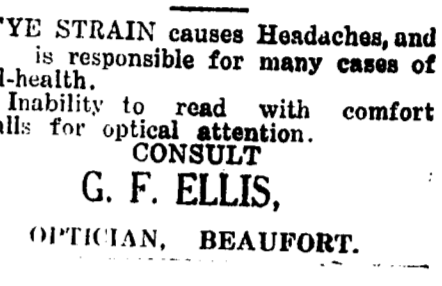 YE STRAIN causes Headaches, and
is responsible for many cases of
l-health.
Inability to read with comfort
alls for optical attention.
CONSULT
G. F. ELLIS,
OPTICIAN, BEAUFORT.